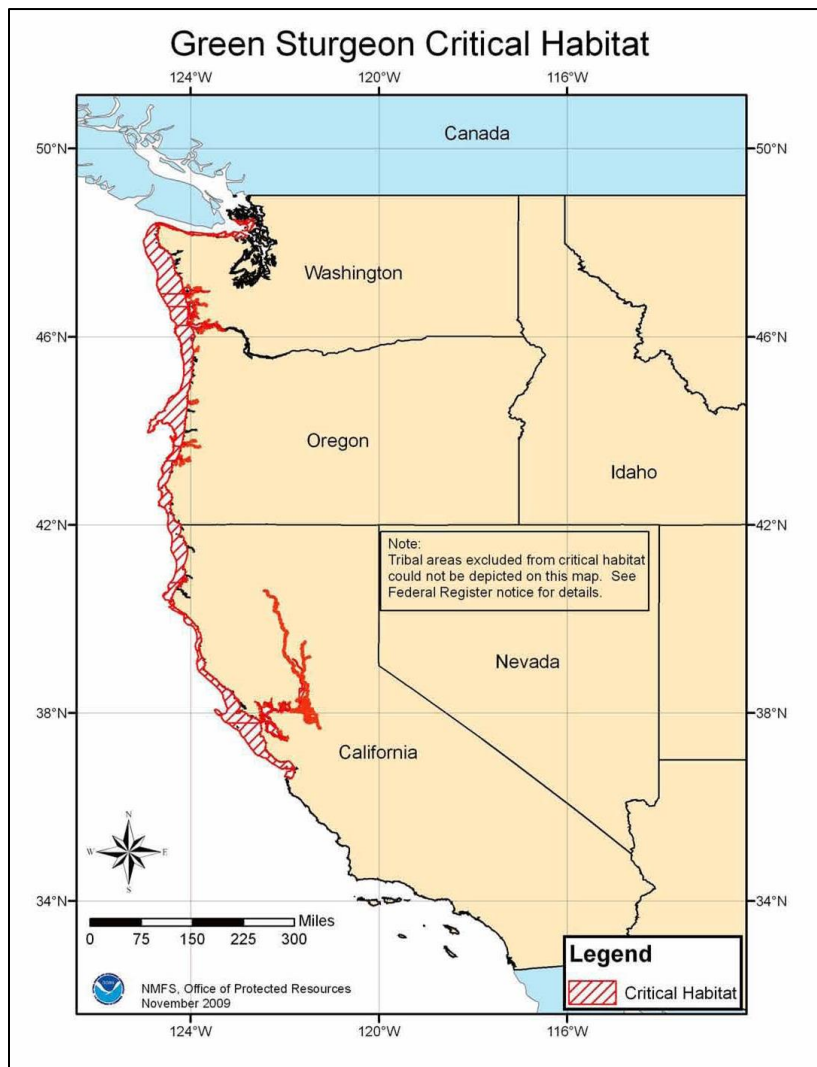 Green Sturgeon Critical Habitat
124°W
120°W
116°W
Canada
50°N
50°N
Washington
46°N
46°N
Oregon
Idaho
42°N
42°N
Note:
Tribal areas excluded from critical habitat
could not be depicted on this map. See
Federal Register notice for details.
Nevada
38°N
38°N
California
N
W
E
S
34°N
34°N
Miles
0 75 150 225 300
Legend
Critical Habitat
NMFS, Office of Protected Resources
November 2009
124°W
120°W
116°W